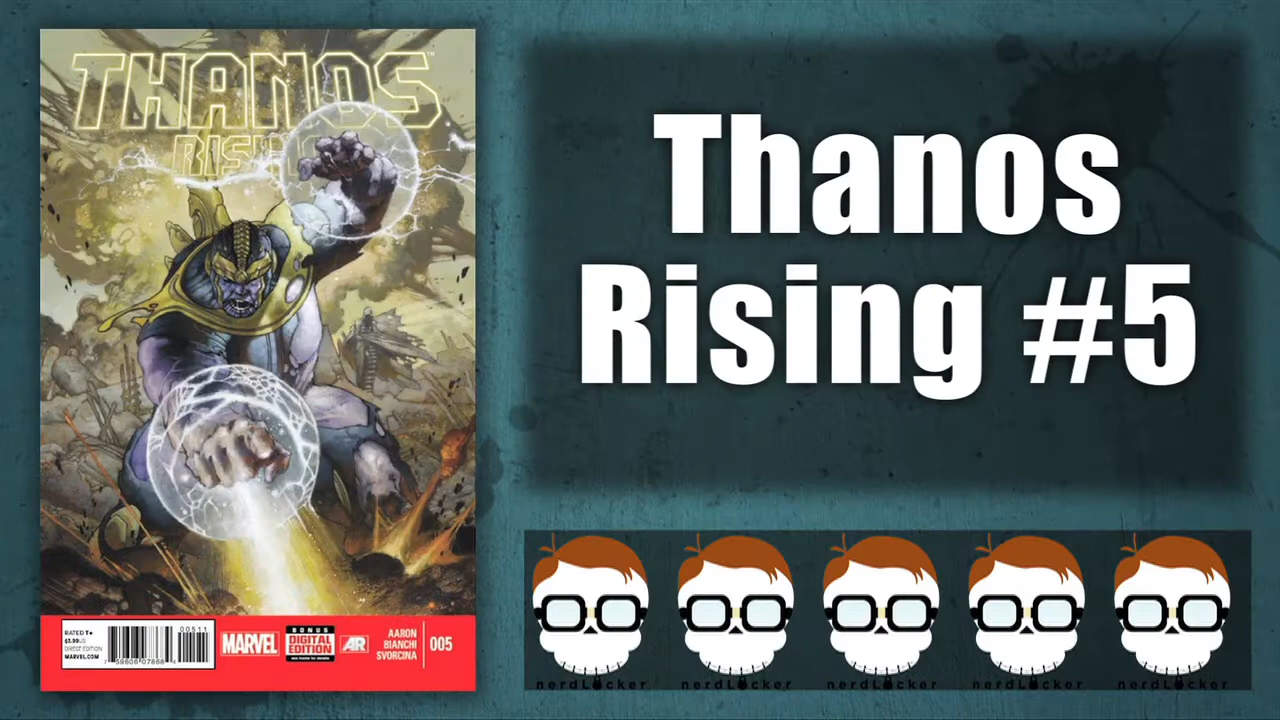 THANOS
RISING
Thanos
Rising #5
RATED T+
$3.99US
DIRECT EDITION
MARVEL.COM
00511
MARVEL
BONUS
DIGITAL
EDITION
AR
AARON
BIANCHI
SVORCINA
005
nerdLocker
nerdLocker
nerdLocker
nerdLocker
nerdLocker